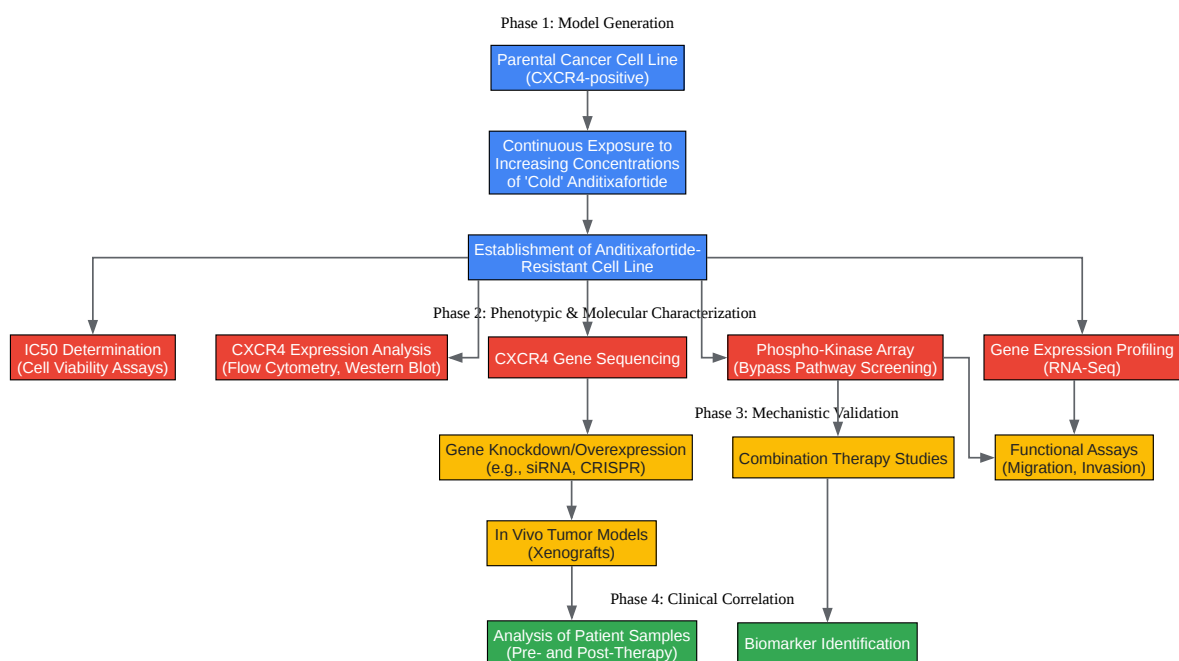 Phase 1: Model Generation
Parental Cancer Cell Line
(CXCR4-positive)
Continuous Exposure to
Increasing Concentrations
of 'Cold' Anditixafortide
Establishment of Anditixafortide-
Resistant Cell Line
Phase 2: Phenotypic & Molecular Characterization
IC50 Determination
(Cell Viability Assays)
CXCR4 Expression Analysis
(Flow Cytometry, Western Blot)
CXCR4 Gene Sequencing
Phospho-Kinase Array
(Bypass Pathway Screening)
Gene Expression Profiling
(RNA-Seq)
Phase 3: Mechanistic Validation
Gene Knockdown/Overexpression
(e.g., siRNA, CRISPR)
Combination Therapy Studies
Functional Assays
(Migration, Invasion)
In Vivo Tumor Models
(Xenografts)
Phase 4: Clinical Correlation
Analysis of Patient Samples
(Pre- and Post-Therapy)
Biomarker Identification